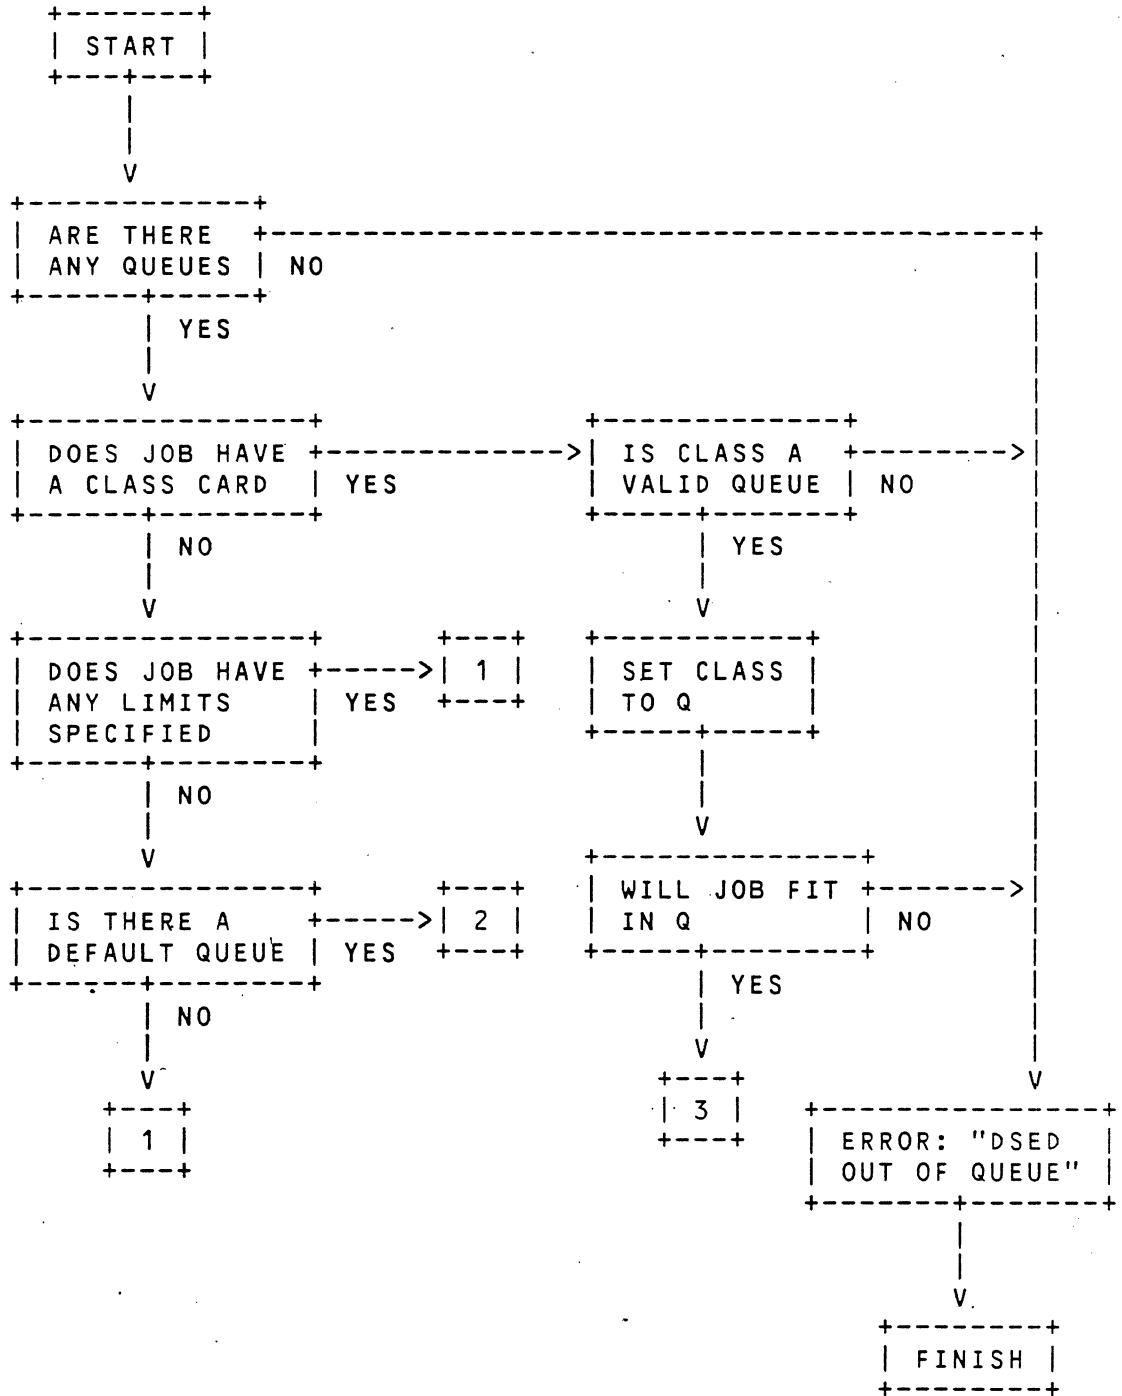 START
ARE THERE
ANY QUEUES NO
YES
DOES JOB HAVE IS CLASS A
A CLASS CARD YES VALID QUEUE NO
NO YES
DOES JOB HAVE 1 SET CLASS
ANY LIMITS YES TO Q
SPECIFIED
NO
WILL JOB FIT
IS THERE A 2 IN Q NO
DEFAULT QUEUE YES
YES
NO
3
1 ERROR: "DSED
OUT OF QUEUE"
FINISH